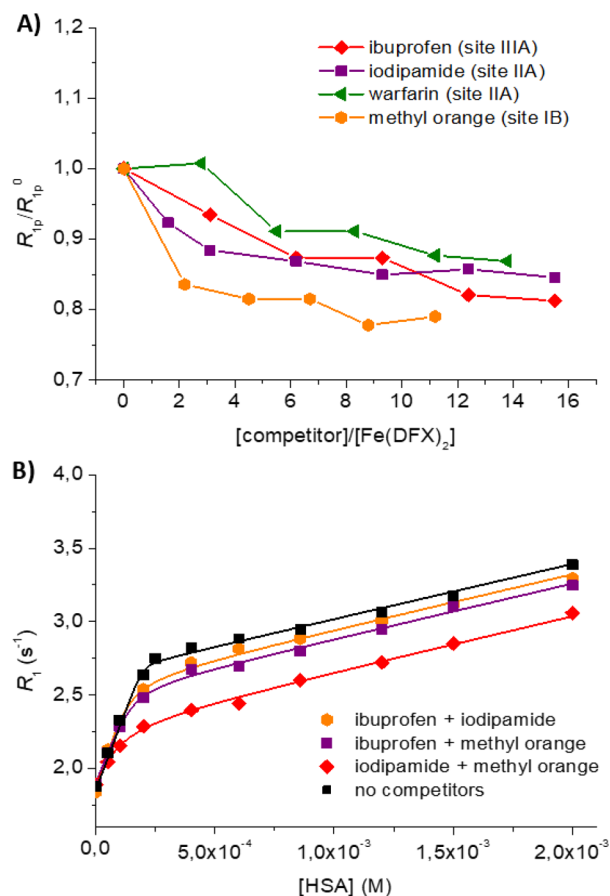 A)
1,2
1,1
1,0
0,9
0,8
0,7
R1p/R1p0
ibuprofen (site IIIA)
iodipamide (site IIA)
warfarin (site IIA)
methyl orange (site IB)
0 2 4 6 8 10 12 14 16
[competitor]/[Fe(DFX)2]
B)
4,0
3,5
3,0
2,5
2,0
R1 (s-1)
ibuprofen + iodipamide
ibuprofen + methyl orange
iodipamide + methyl orange
no competitors
0,0 5,0x10-4 1,0x10-3 1,5x10-3 2,0x10-3
[HSA] (M)